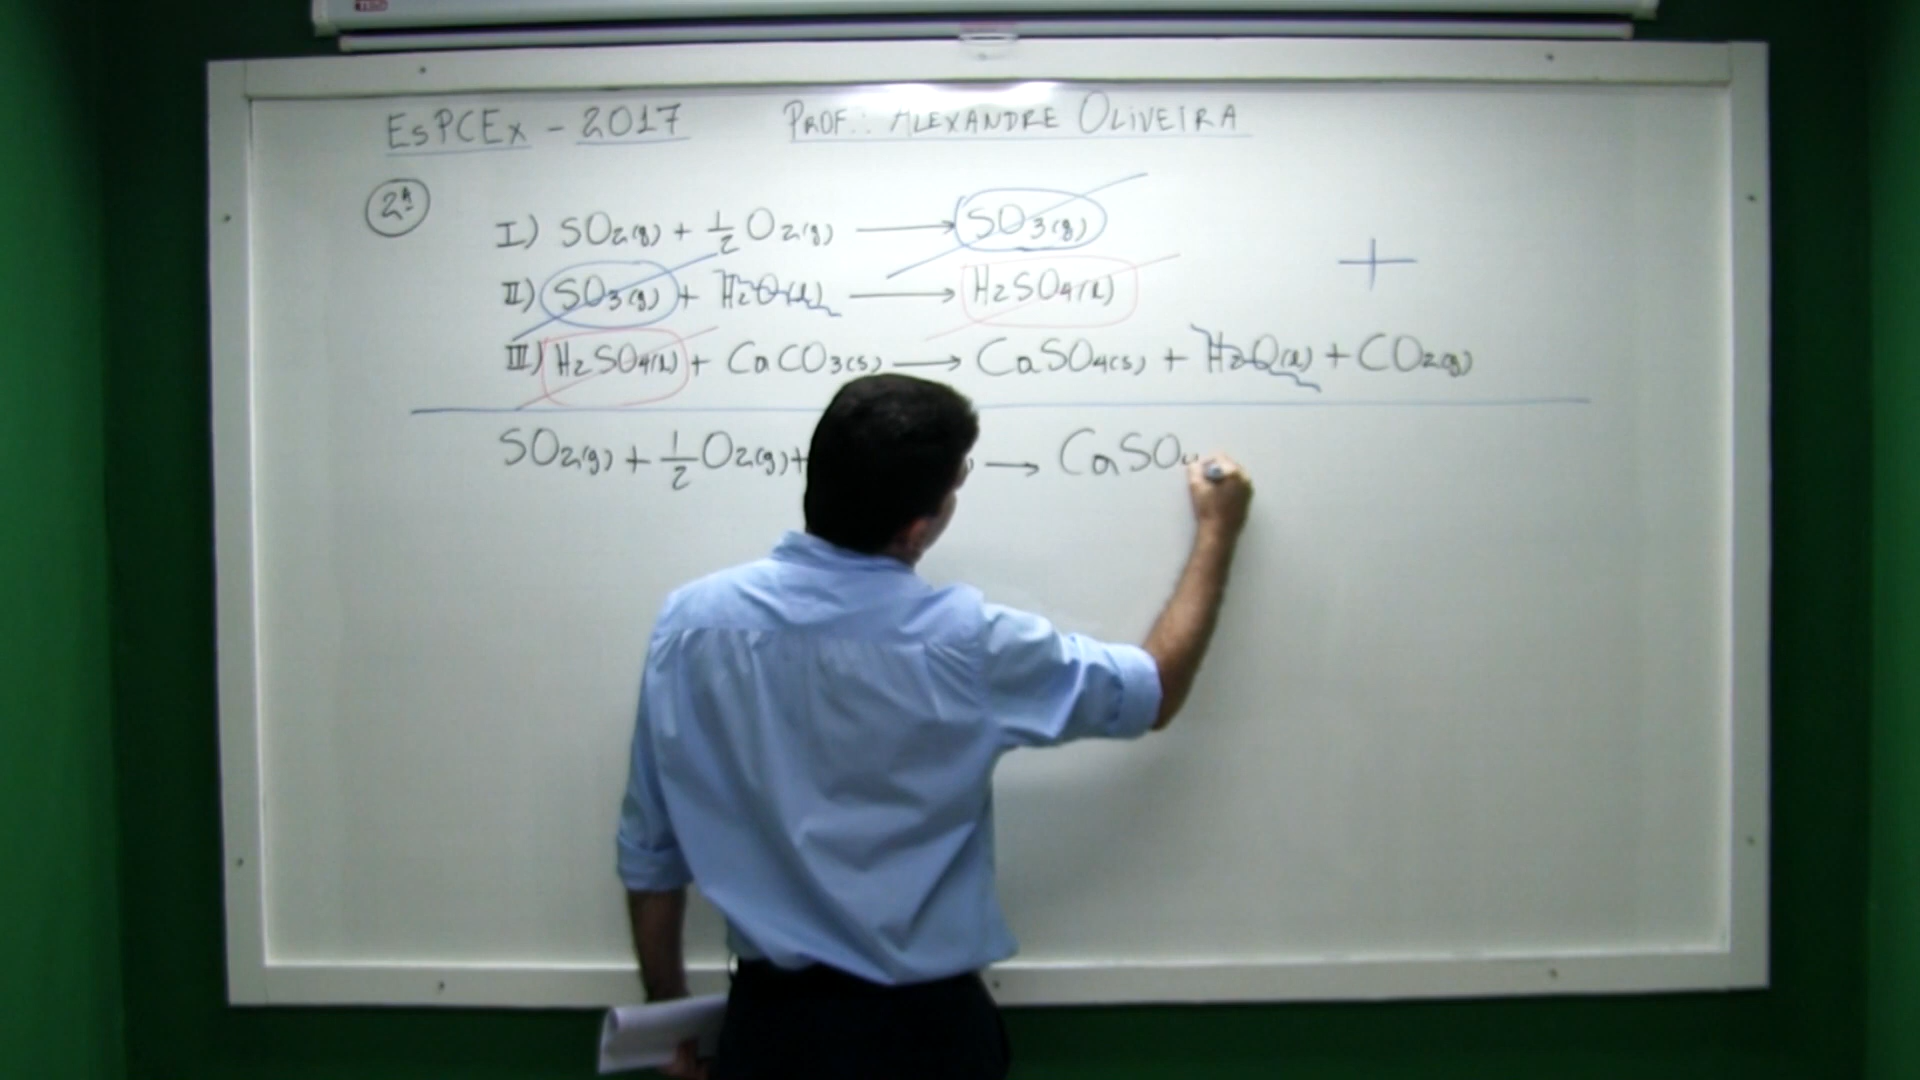 EsPCEx - 2017 PROF.: ALEXANDRE OLIVEIRA
2ª
I) SO₂(g) + 1/2 O₂(g) → SO₃(g)
II) SO₃(g) + H₂O(l) → H₂SO₄(l)
+
III) H₂SO₄(l) + CaCO₃(s) → CaSO₄(s) + H₂O(l) + CO₂(g)
SO₂(g) + 1/2 O₂(g) + ) → CaSO₄